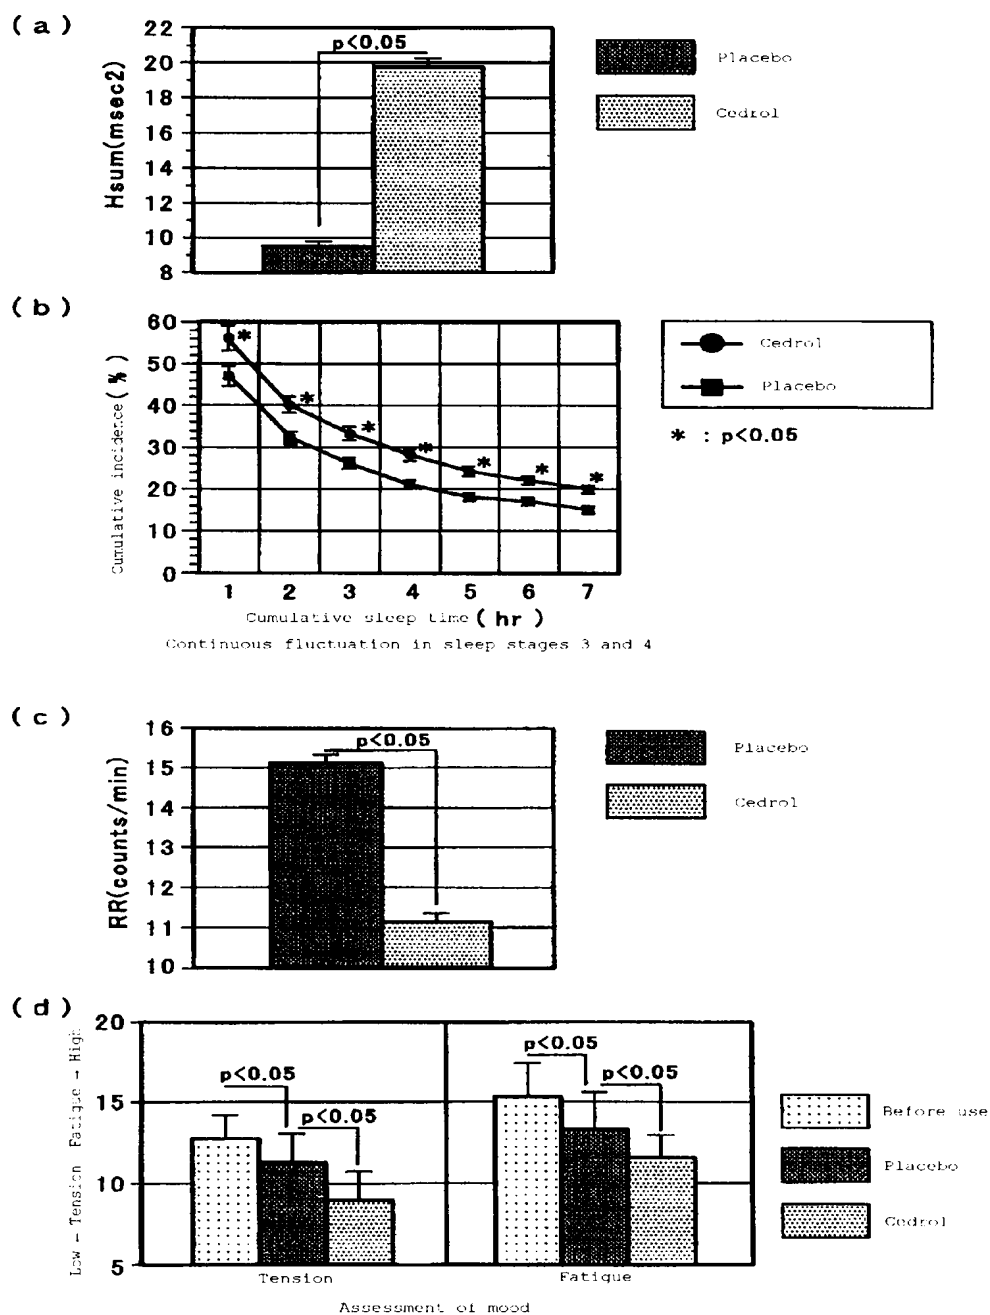 (a)
Hsum(msec2)
22
20
18
16
14
12
10
8
p<0.05
Placebo
Cedrol
(b)
Cumulative incidence(%)
60
50
40
30
20
10
0
*
*
*
*
*
*
*
1 2 3 4 5 6 7
Cumulative sleep time(hr)
Continuous fluctuation in sleep stages 3 and 4
Cedrol
Placebo
* : p<0.05
(c)
RR(counts/min)
16
15
14
13
12
11
10
p<0.05
Placebo
Cedrol
(d)
Low ← Tension Fatigue → High
20
15
10
5
p<0.05
p<0.05
p<0.05
p<0.05
Tension Fatigue
Assessment of mood
Before use
Placebo
Cedrol